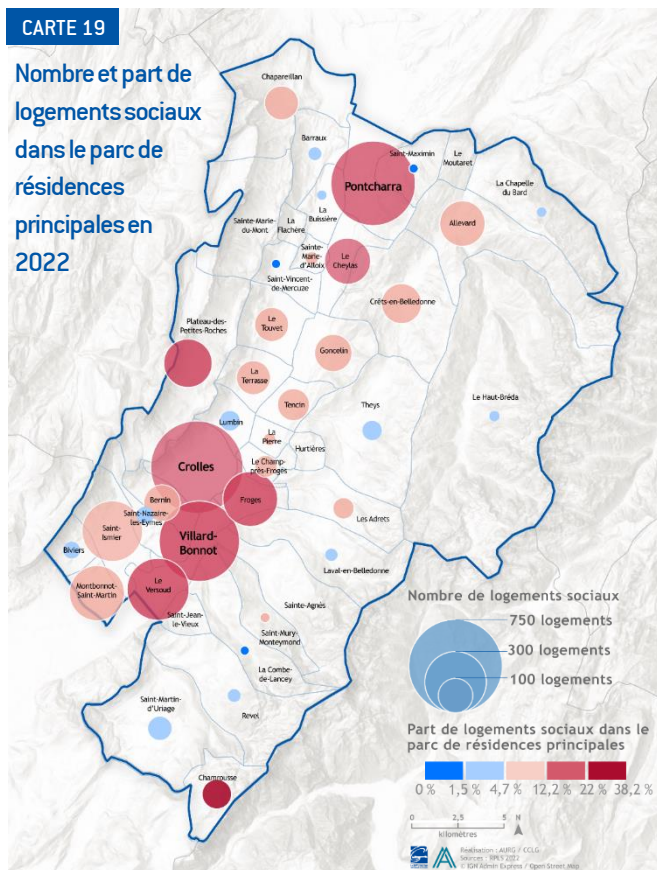 CARTE 19
Nombre et part de
logements sociaux
dans le parc de
résidences
principales en
2022
Chapareillan
Barraux
Saint-Maximin
Le
Moutaret
Pontcharra
La Chapelle
du Bard
La
Buissière
Sainte-Marie-
du-Mont
La
Flachère
Allevard
Sainte-
Marie-
d'Alloix
Le
Cheylas
Saint-Vincent-
de-Mercuze
Crêts-en-Belledonne
Plateau-des-
Petites-Roches
Le
Touvet
Goncelin
La
Terrasse
Tencin
Theys
Le Haut-Bréda
Lumbin
La
Pierre
Hurtières
Crolles
Le Champ-
près-Froges
Bernin
Froges
Saint-Nazaire-
les-Eymes
Les Adrets
Saint-
Ismier
Villard-
Bonnot
Biviers
Laval-en-Belledonne
Montbonnot-
Saint-Martin
Le
Versoud
Sainte-Agnès
Saint-Jean-
le-Vieux
Saint-Mury-
Monteymond
La Combe-
de-Lancey
Saint-Martin-
d'Uriage
Revel
Chamrousse
Nombre de logements sociaux
750 logements
300 logements
100 logements
Part de logements sociaux dans le
parc de résidences principales
0 % 1,5 % 4,7 % 12,2 % 22 % 38,2 %
0 2,5 5 N
kilomètres
Réalisation : AURG / CCLG
Sources : RPLS 2022
© IGN Admin Express / Open Street Map